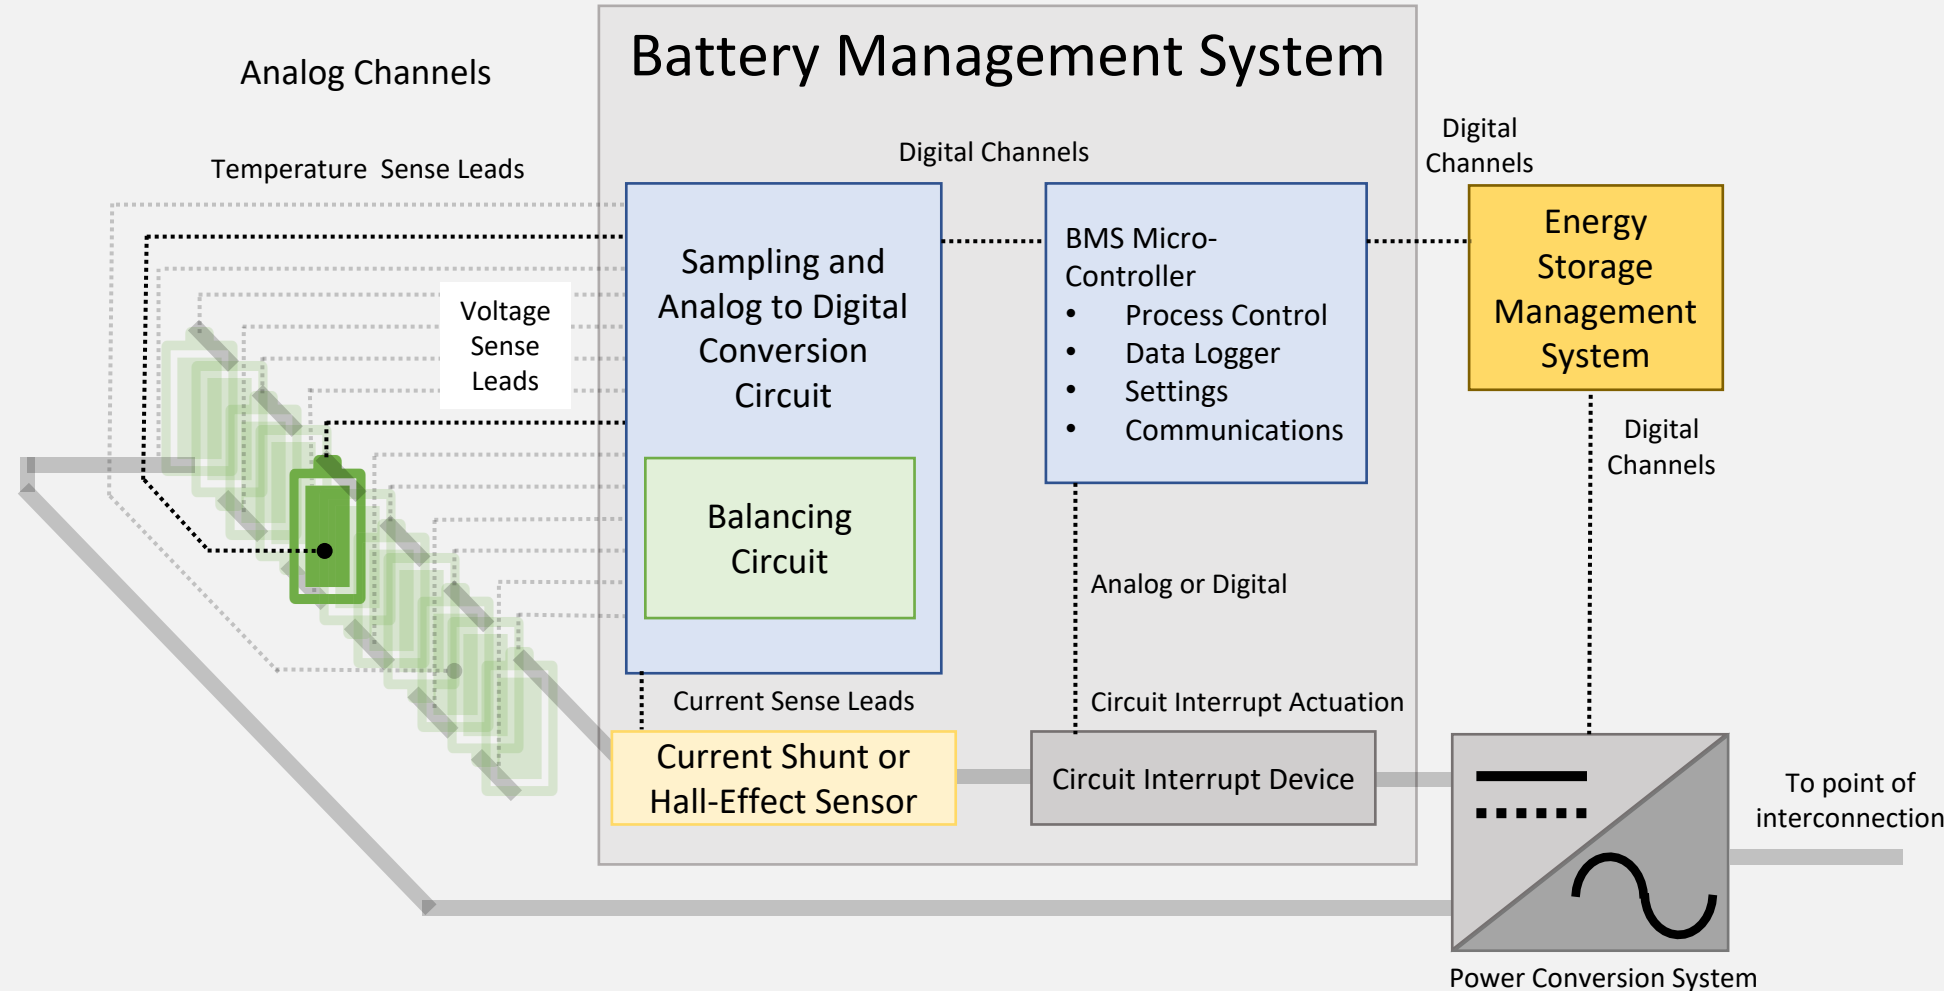 Battery Management System
Analog Channels
Temperature Sense Leads
Voltage
Sense
Leads
Digital Channels
Digital
Channels
Sampling and
Analog to Digital
Conversion
Circuit
Balancing
Circuit
BMS Micro-
Controller
• Process Control
• Data Logger
• Settings
• Communications
Energy
Storage
Management
System
Digital
Channels
Analog or Digital
Current Sense Leads
Circuit Interrupt Actuation
Current Shunt or
Hall-Effect Sensor
Circuit Interrupt Device
To point of
interconnection
Power Conversion System